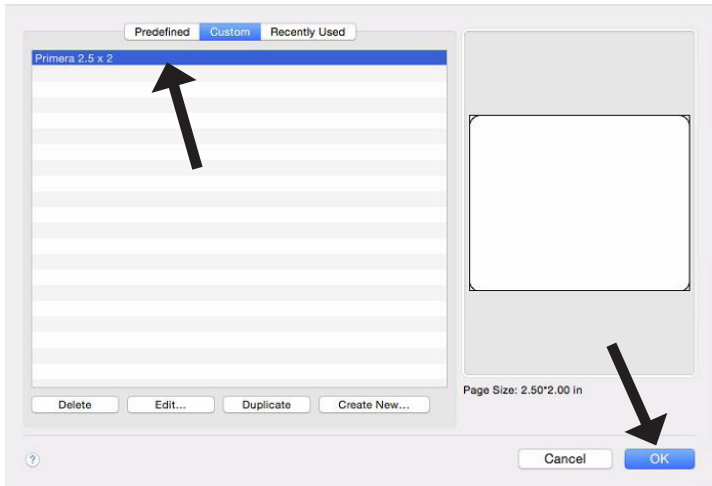 Predefined Custom Recently Used
Primera 2.5 x 2
Page Size: 2.50*2.00 in
Delete Edit... Duplicate Create New...
? Cancel OK